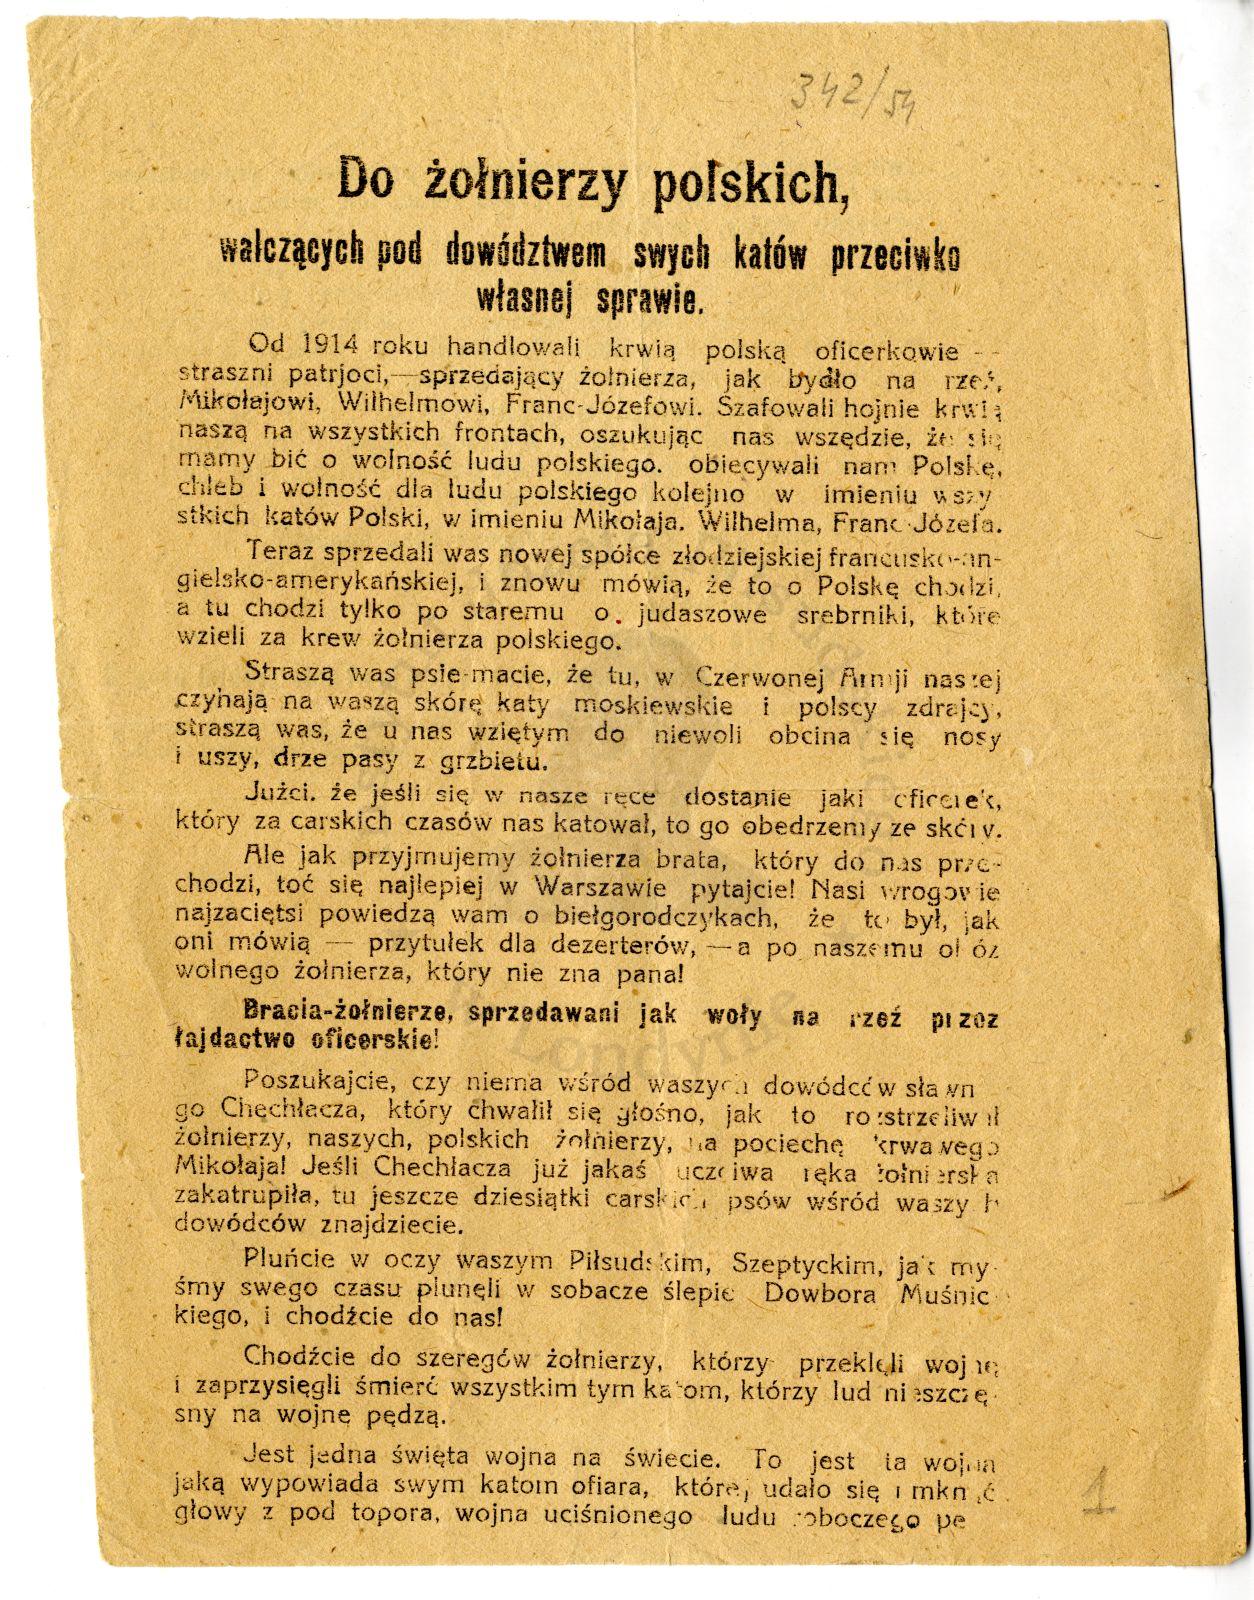 342/54
Do żołnierzy polskich,
walczących pod dowództwem swych katów przeciwko
własnej sprawie.
Od 1914 roku handlowali krwią polską oficerkowie -
straszni patrjoci,—sprzedający żołnierza, jak bydło na rzeź,
Mikołajowi, Wilhelmowi, Franc-Józefowi. Szafowali hojnie krwią
naszą na wszystkich frontach, oszukując nas wszędzie, że się
mamy bić o wolność ludu polskiego. obiecywali nam Polskę,
chleb i wolność dla ludu polskiego kolejno w imieniu wszy
stkich katów Polski, w imieniu Mikołaja. Wilhelma, Franc-Józefa.
Teraz sprzedali was nowej spółce złodziejskiej francusko-an-
gielsko-amerykańskiej, i znowu mówią, że to o Polskę chodzi,
a tu chodzi tylko po staremu o judaszowe srebrniki, które
wzieli za krew żołnierza polskiego.
Straszą was psie-macie, że tu, w Czerwonej Armji naszej
czyhają na waszą skórę katy moskiewskie i polscy zdrajcy,
straszą was, że u nas wziętym do niewoli obcina się nosy
i uszy, drze pasy z grzbietu.
Jużci. że jeśli się w nasze ręce dostanie jaki oficerek,
który za carskich czasów nas katował, to go obedrzemy ze skóry.
Ale jak przyjmujemy żołnierza brata, który do nas prze-
chodzi, toć się najlepiej w Warszawie pytajcie! Nasi wrogowie
najzaciętsi powiedzą wam o biełgorodczykach, że to był, jak
oni mówią — przytułek dla dezerterów, — a po naszemu obóz
wolnego żołnierza, który nie zna pana!
Bracia-żołnierze, sprzedawani jak woły na rzeź przez
łajdactwo oficerskie!
Poszukajcie, czy niema wśród waszych dowódców sławn
go Chęchłacza, który chwalił się głośno, jak to rozstrzeliwał
żołnierzy, naszych, polskich żołnierzy, na pociechę krwawego
Mikołaja! Jeśli Chechłacza już jakaś uczciwa ręka żołnierska
zakatrupiła, tu jeszcze dziesiątki carskich psów wśród waszych
dowódców znajdziecie.
Pluńcie w oczy waszym Piłsudskim, Szeptyckim, jak my-
śmy swego czasu plunęli w sobacze ślepie Dowbora Muśnic-
kiego, i chodźcie do nas!
Chodźcie do szeregów żołnierzy, którzy przeklęli wojnę
i zaprzysięgli śmierć wszystkim tym katom, którzy lud nieszczę-
sny na wojnę pędzą.
Jest jedna święta wojna na świecie. To jest ta wojna
jaką wypowiada swym katom ofiara, której udało się umknąć
głowy z pod topora, wojna uciśnionego ludu roboczego pe
1
Londynie